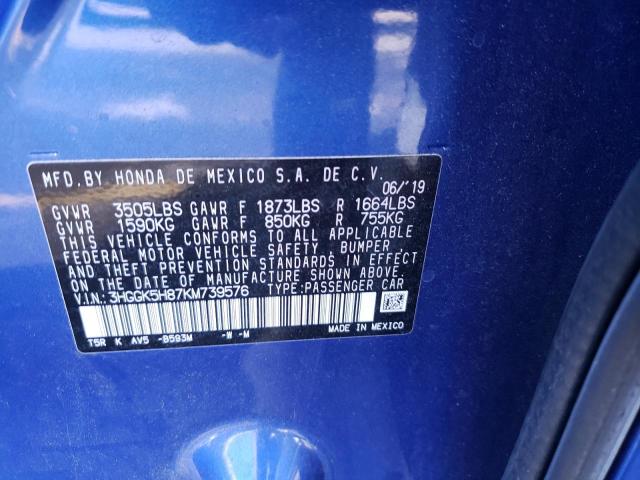 MFD.BY HONDA DE MEXICO S.A. DE C.V.
06/'19
GVWR 3505LBS GAWR F 1873LBS R 1664LBS
GVWR 1590KG GAWR F 850KG R 755KG
THIS VEHICLE CONFORMS TO ALL APPLICABLE
FEDERAL MOTOR VEHICLE SAFETY, BUMPER
AND THEFT PREVENTION STANDARDS IN EFFECT
ON THE DATE OF MANUFACTURE SHOWN ABOVE.
V.I.N.: 3HGGK5H87KM739576 TYPE:PASSENGER CAR
T5R K AV5 -B593M -W -M MADE IN MEXICO